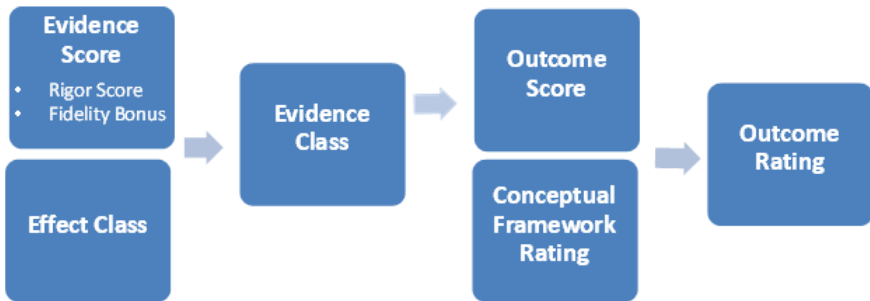 Evidence
Score
• Rigor Score
• Fidelity Bonus
Effect Class
Evidence
Class
Outcome
Score
Conceptual
Framework
Rating
Outcome
Rating